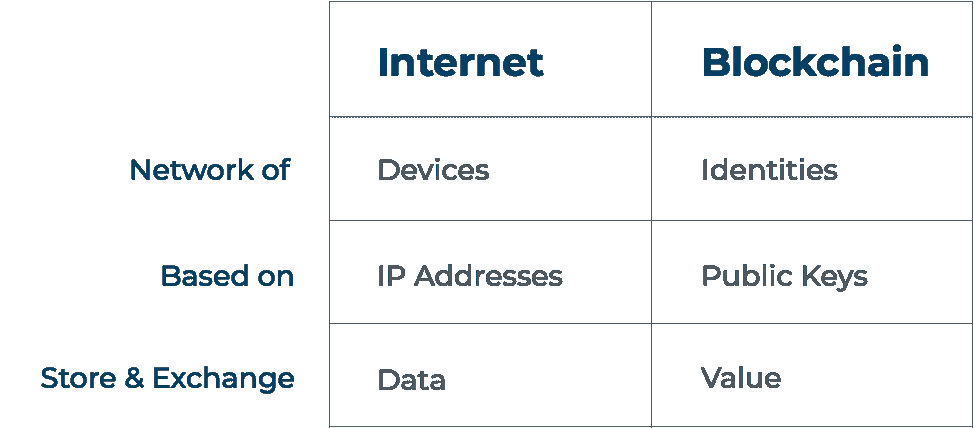 Internet Blockchain
Network of Devices Identities
Based on IP Addresses Public Keys
Store & Exchange Data Value